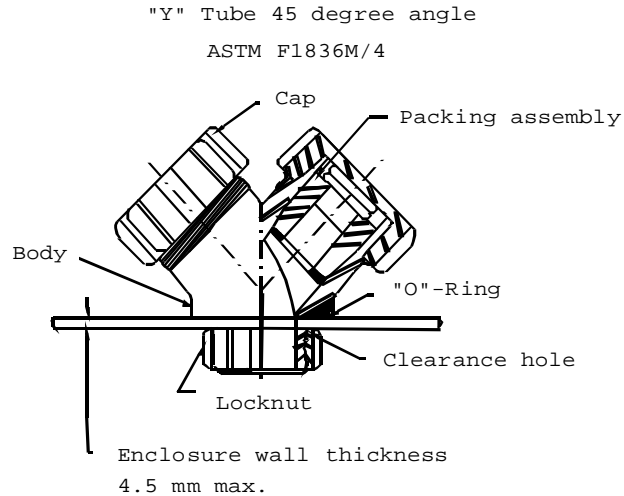 "Y" Tube 45 degree angle
ASTM F1836M/4
Cap
Packing assembly
Body
"O"-Ring
Clearance hole
Locknut
Enclosure wall thickness
4.5 mm max.